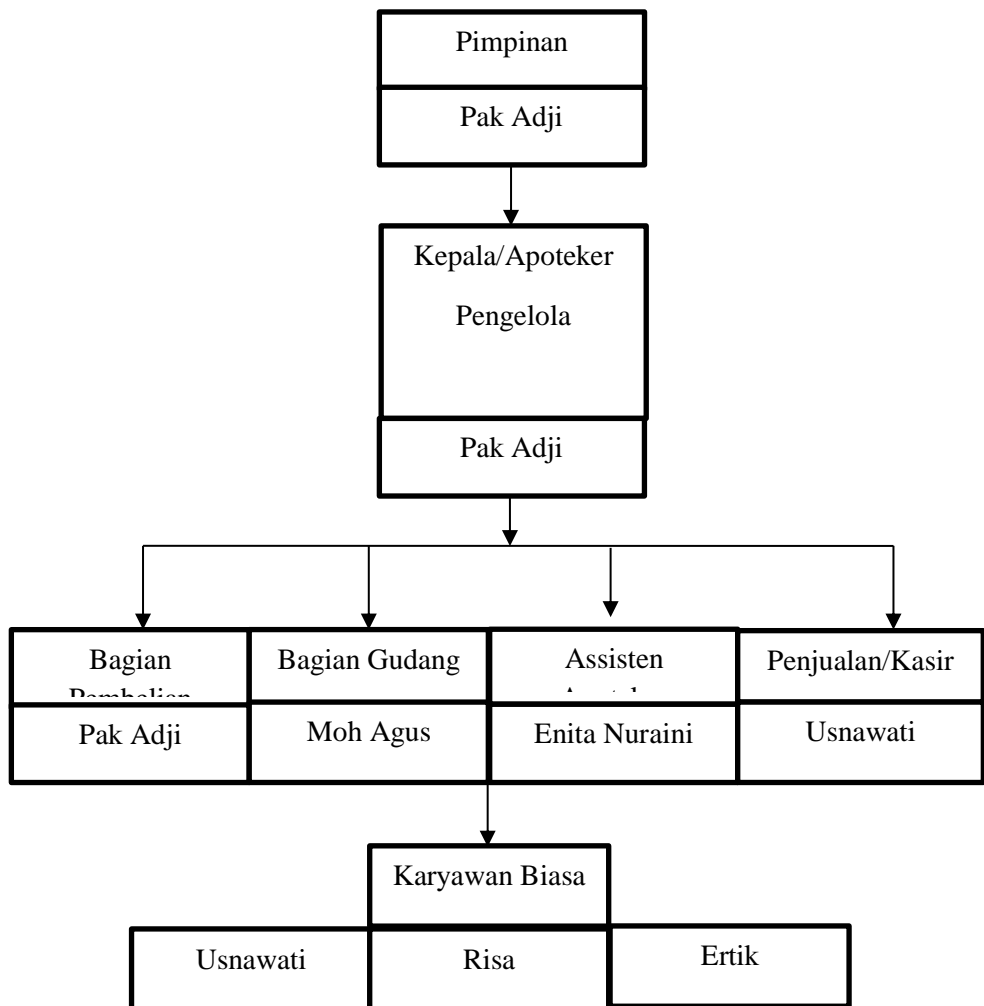 Pimpinan
Pak Adji
Kepala/Apoteker
Pengelola
Pak Adji
Bagian
Bagian Gudang
Assisten
Penjualan/Kasir
Pembelian
Pak Adji
Moh Agus
Enita Nuraini
Usnawati
Karyawan Biasa
Usnawati
Risa
Ertik